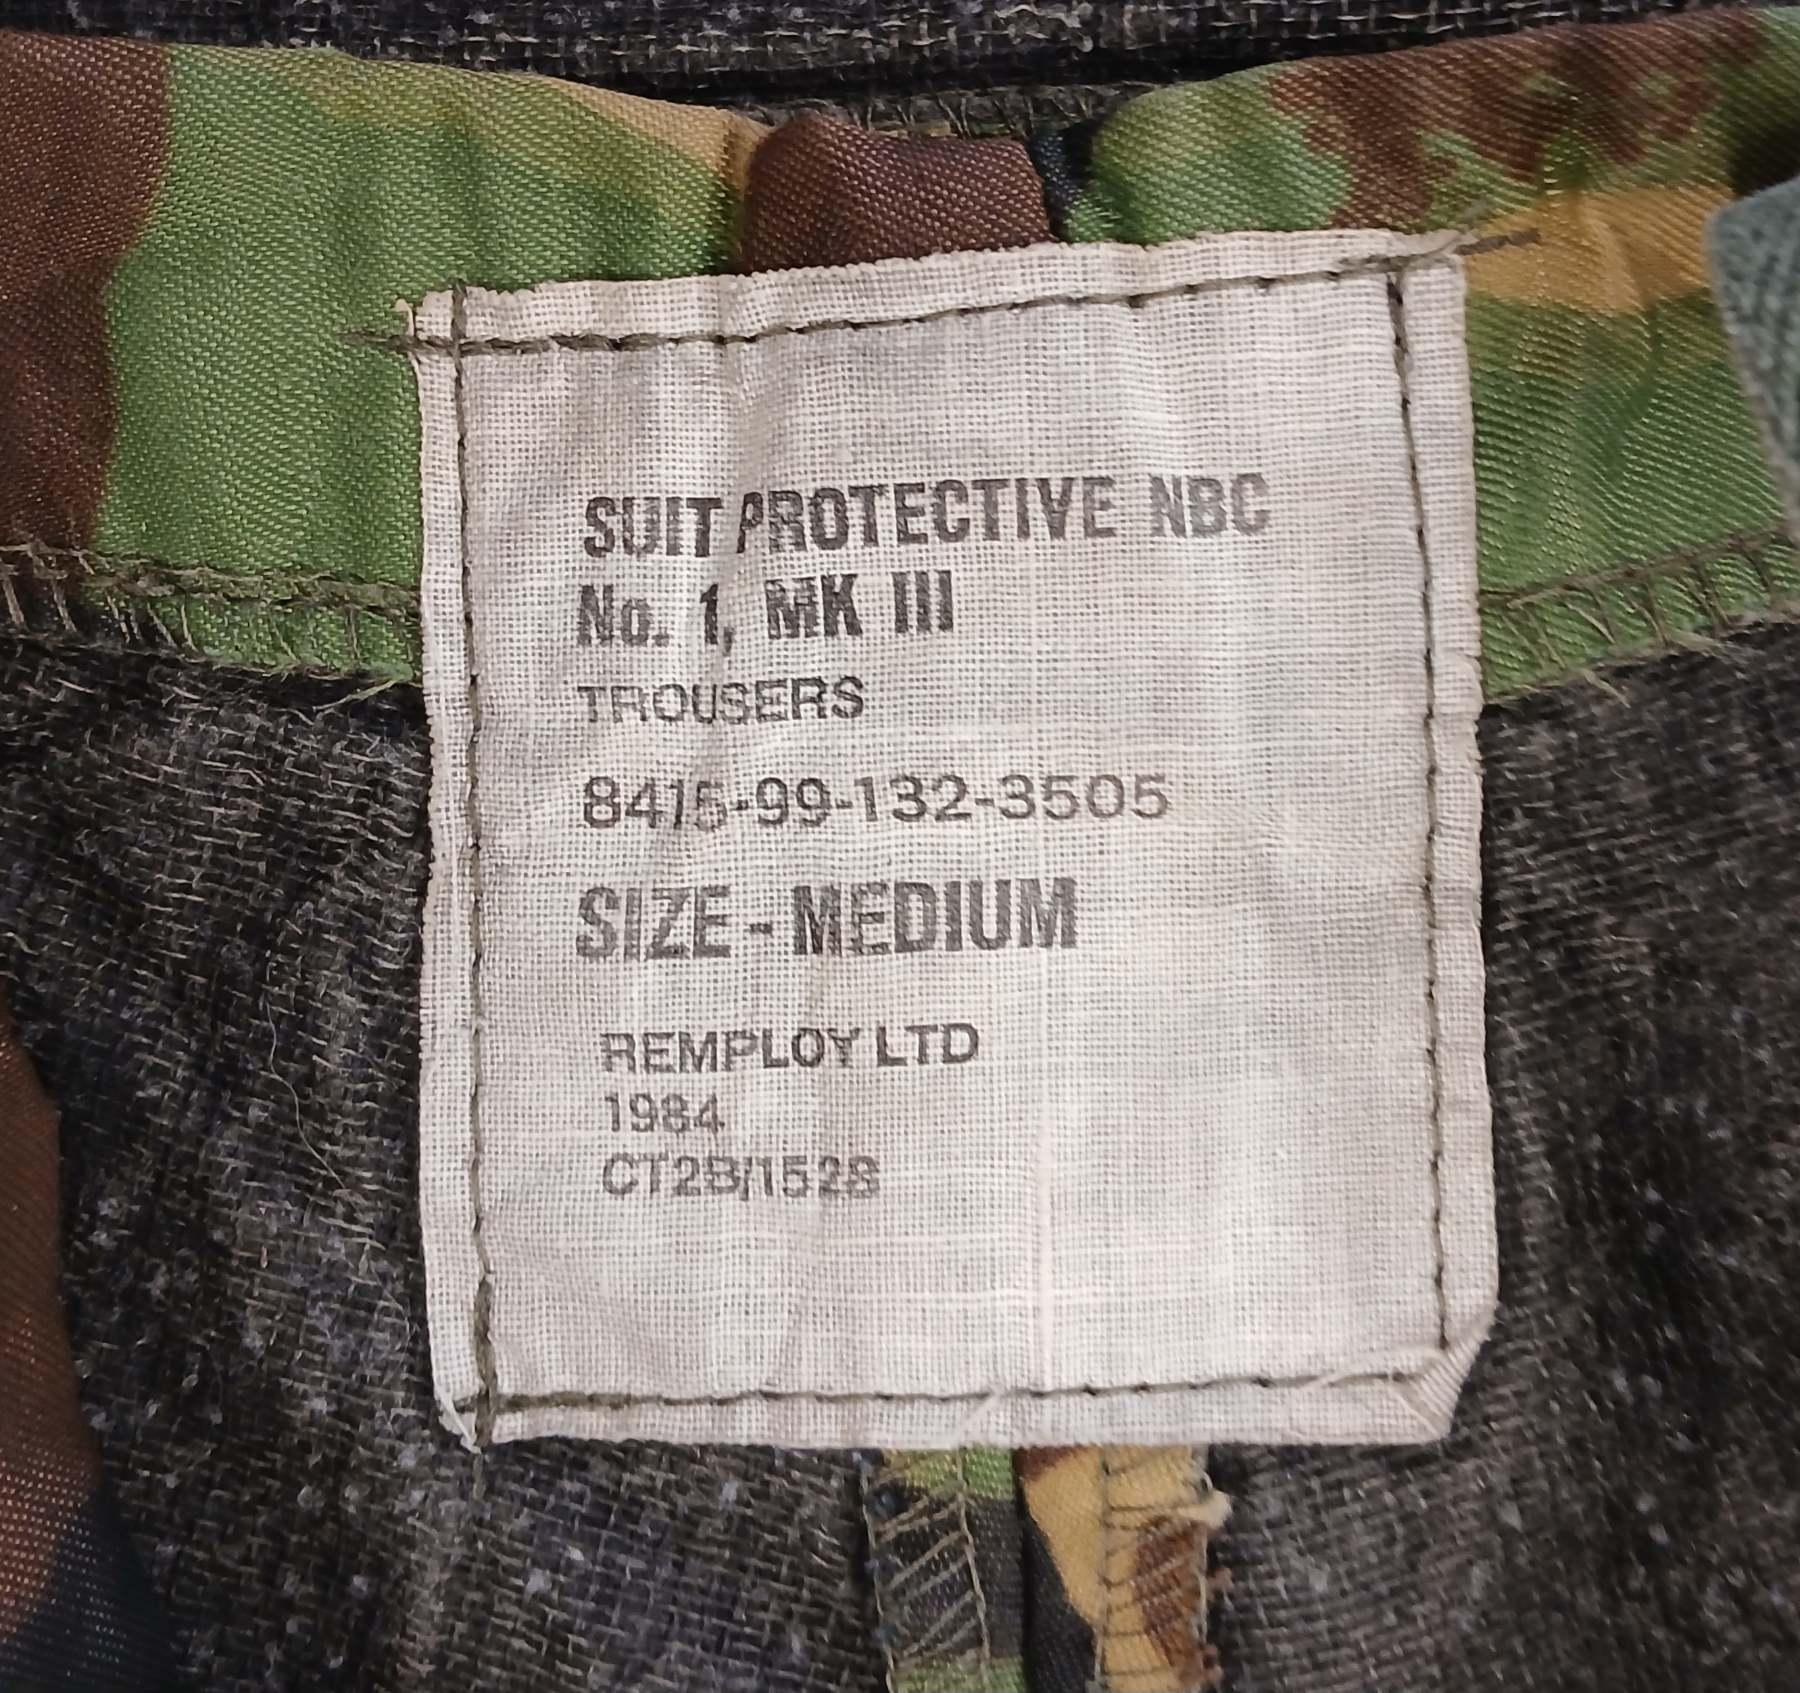 SUIT PROTECTIVE NBC
No. 1, MK III
TROUSERS
8415-99-132-3505
SIZE - MEDIUM
REMPLOY LTD
1984
CT2B/1528